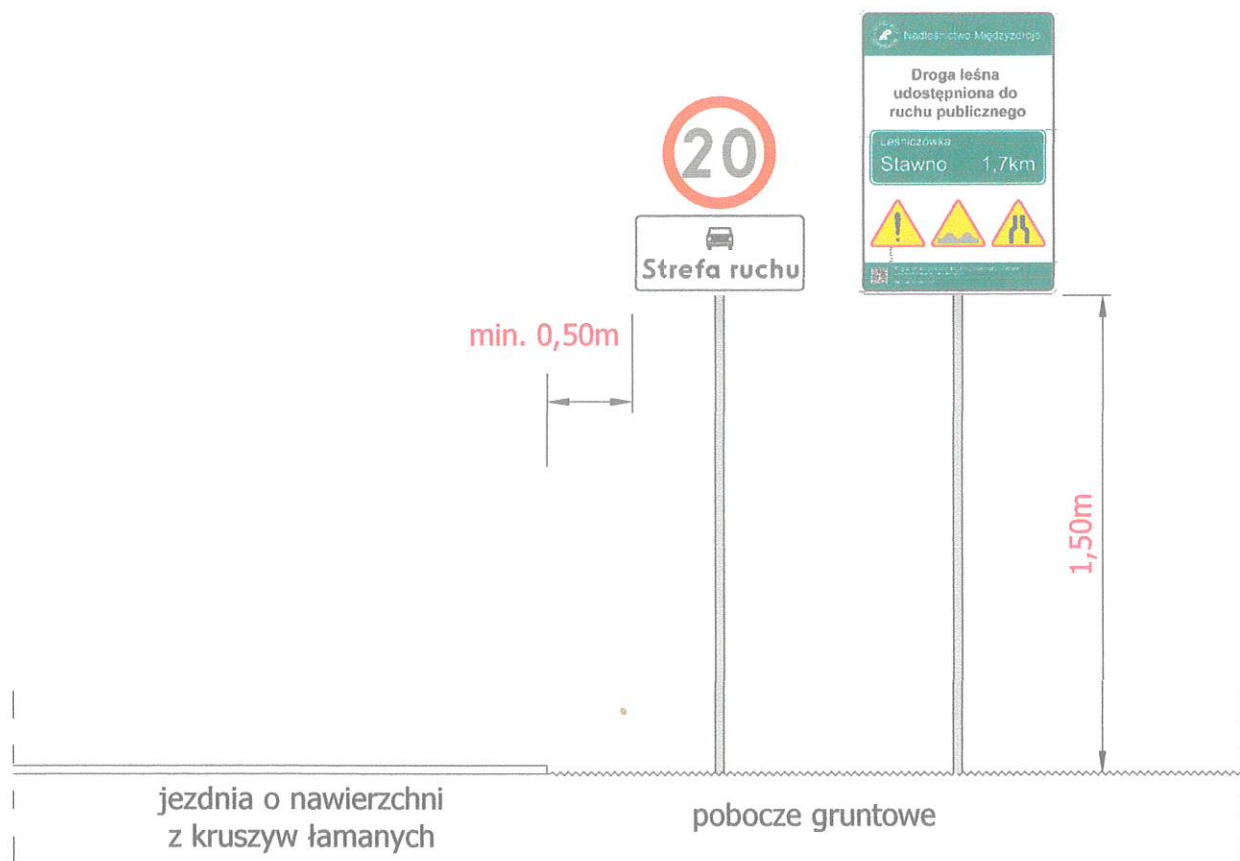 Nadleśnictwo Międzyzdroje
Droga leśna
udostępniona do
ruchu publicznego
Leśniczówka
Stawno 1,7km
20
Strefa ruchu
min. 0,50m
1,50m
jezdnia o nawierzchni
z kruszyw łamanych
pobocze gruntowe